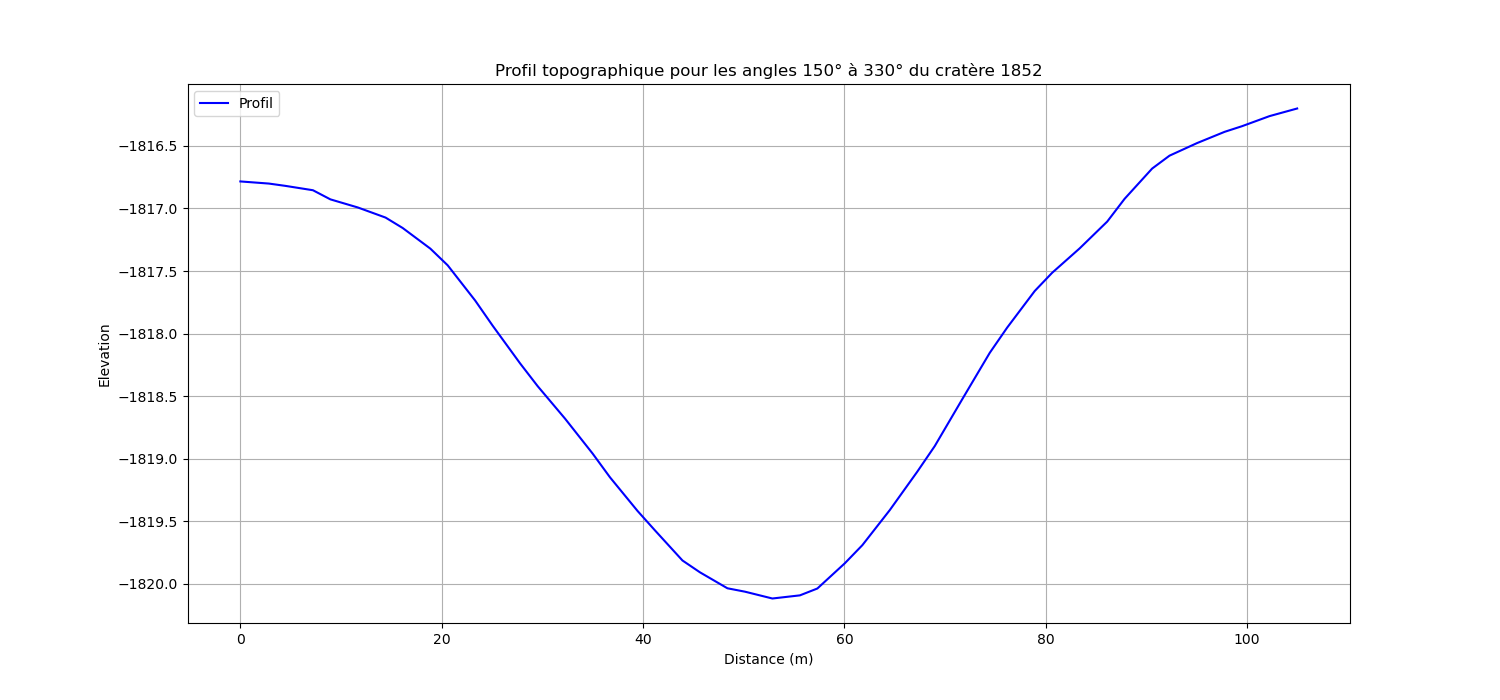 Profil topographique pour les angles 150° à 330° du cratère 1852
Profil
−1816.5
−1817.0
−1817.5
−1818.0
−1818.5
−1819.0
−1819.5
−1820.0
Elevation
0 20 40 60 80 100
Distance (m)